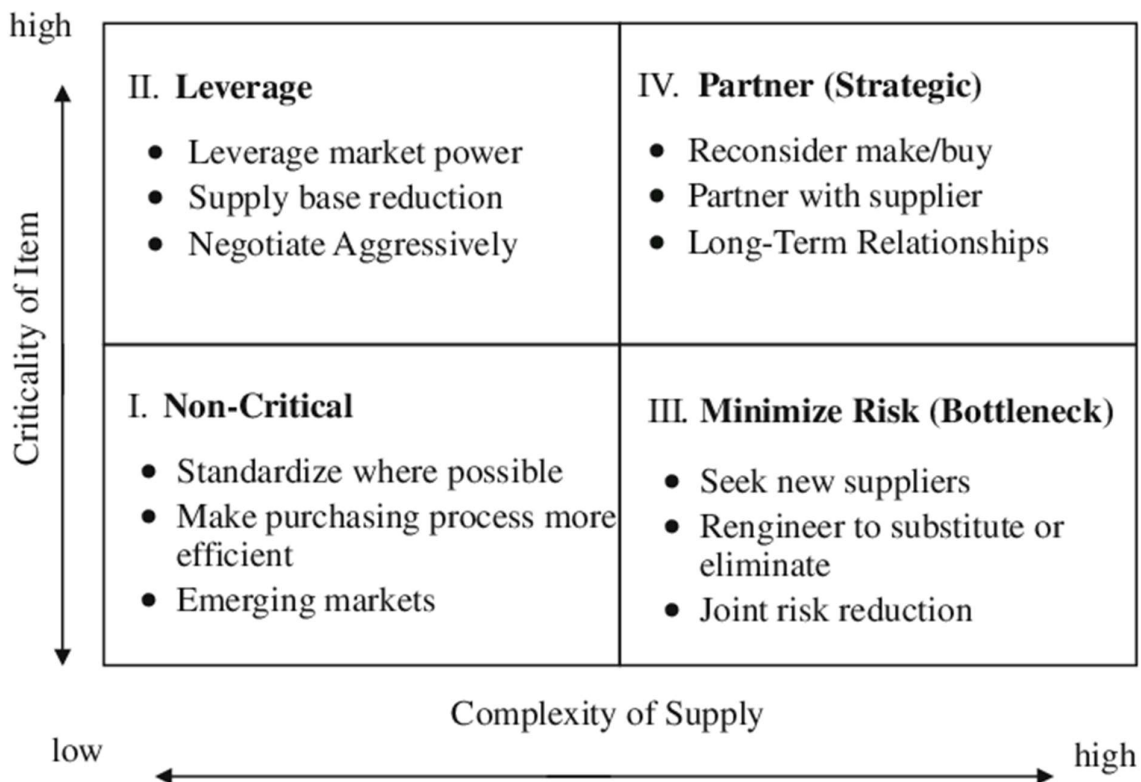 high
II. Leverage
● Leverage market power
● Supply base reduction
● Negotiate Aggressively
IV. Partner (Strategic)
● Reconsider make/buy
● Partner with supplier
● Long-Term Relationships
Criticality of Item
I. Non-Critical
● Standardize where possible
● Make purchasing process more
efficient
● Emerging markets
III. Minimize Risk (Bottleneck)
● Seek new suppliers
● Rengineer to substitute or
eliminate
● Joint risk reduction
Complexity of Supply
low
high